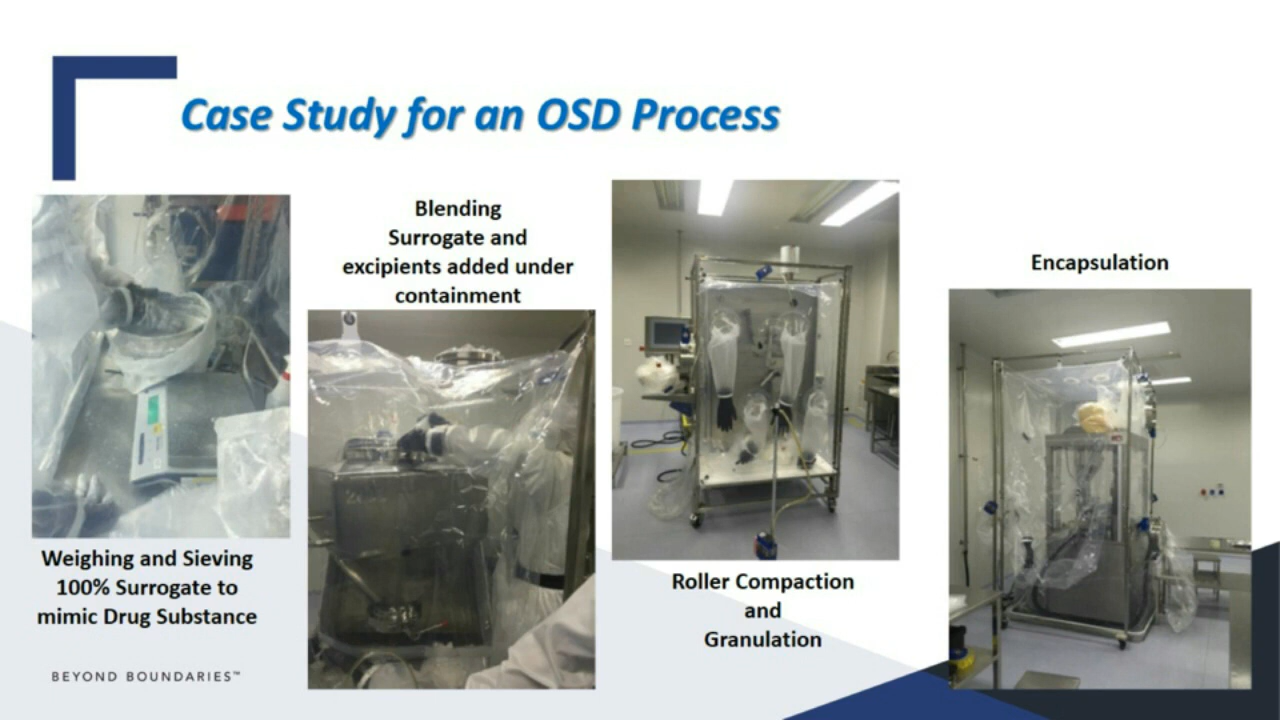 Case Study for an OSD Process
Weighing and Sieving
100% Surrogate to
mimic Drug Substance
Blending
Surrogate and
excipients added under
containment
Roller Compaction
and
Granulation
Encapsulation
BEYOND BOUNDARIES™